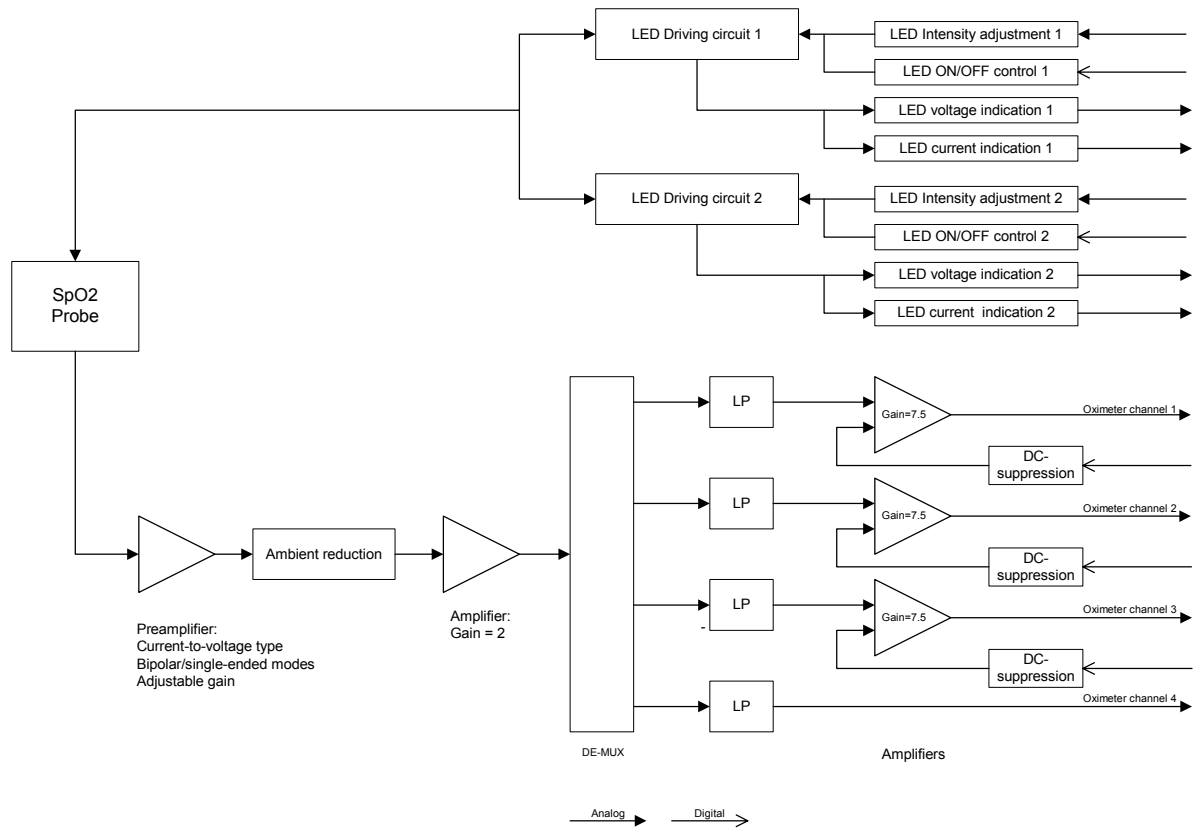 LED Driving circuit 1
LED Intensity adjustment 1
LED ON/OFF control 1
LED voltage indication 1
LED current indication 1
LED Driving circuit 2
LED Intensity adjustment 2
LED ON/OFF control 2
LED voltage indication 2
LED current indication 2
SpO2
Probe
LP
Gain=7.5
Oximeter channel 1
DC-
suppression
LP
Gain=7.5
Oximeter channel 2
DC-
suppression
Ambient reduction
Preamplifier:
Current-to-voltage type
Bipolar/single-ended modes
Adjustable gain
Amplifier:
Gain = 2
LP
-
Gain=7.5
Oximeter channel 3
DC-
suppression
LP
Oximeter channel 4
DE-MUX
Amplifiers
Analog
Digital